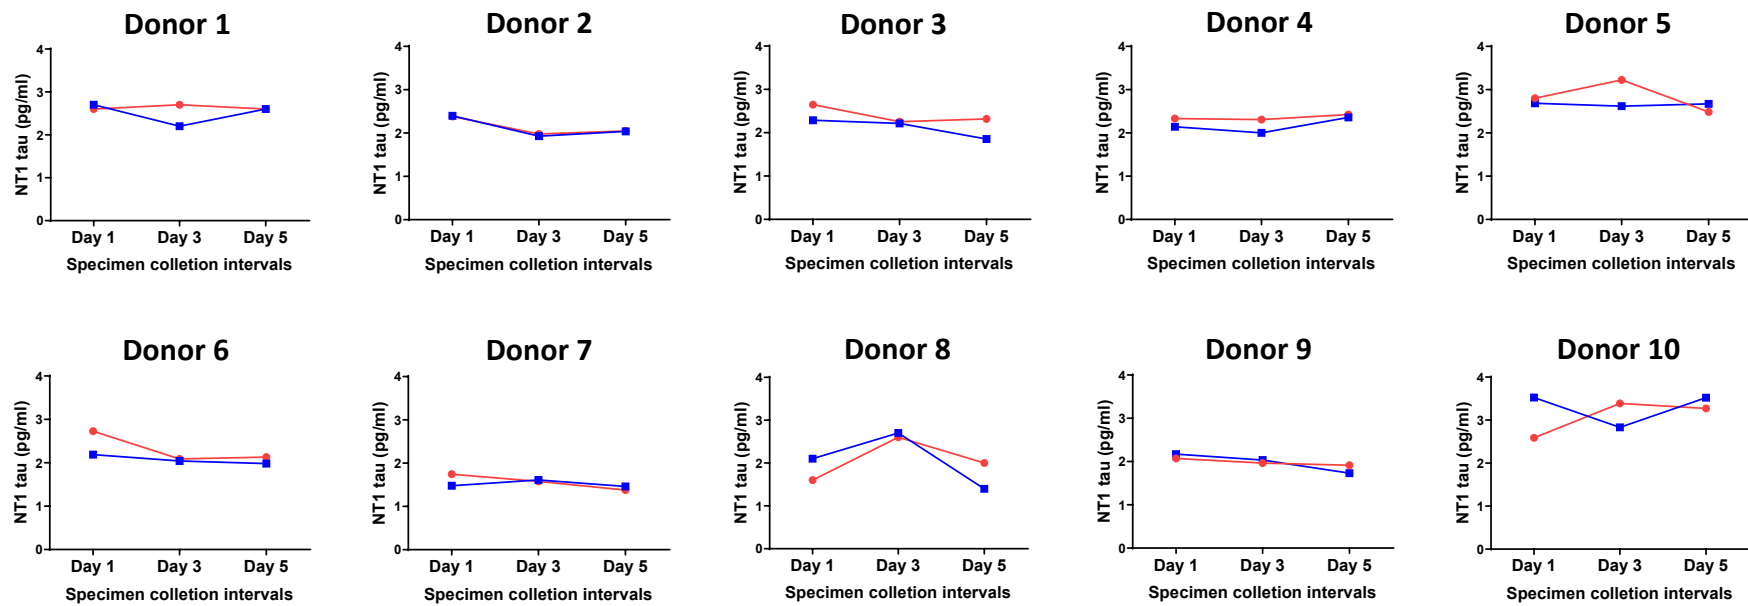 Donor 1
NT1 tau (pg/ml)
4
3
2
1
0
Day 1 Day 3 Day 5
Specimen colletion intervals
Donor 2
NT1 tau (pg/ml)
4
3
2
1
0
Day 1 Day 3 Day 5
Specimen colletion intervals
Donor 3
NT1 tau (pg/ml)
4
3
2
1
0
Day 1 Day 3 Day 5
Specimen colletion intervals
Donor 4
NT1 tau (pg/ml)
4
3
2
1
0
Day 1 Day 3 Day 5
Specimen colletion intervals
Donor 5
NT1 tau (pg/ml)
4
3
2
1
0
Day 1 Day 3 Day 5
Specimen colletion intervals
Donor 6
NT1 tau (pg/ml)
4
3
2
1
0
Day 1 Day 3 Day 5
Specimen colletion intervals
Donor 7
NT1 tau (pg/ml)
4
3
2
1
0
Day 1 Day 3 Day 5
Specimen colletion intervals
Donor 8
NT1 tau (pg/ml)
4
3
2
1
0
Day 1 Day 3 Day 5
Specimen colletion intervals
Donor 9
NT1 tau (pg/ml)
4
3
2
1
0
Day 1 Day 3 Day 5
Specimen colletion intervals
Donor 10
NT1 tau (pg/ml)
4
3
2
1
0
Day 1 Day 3 Day 5
Specimen colletion intervals